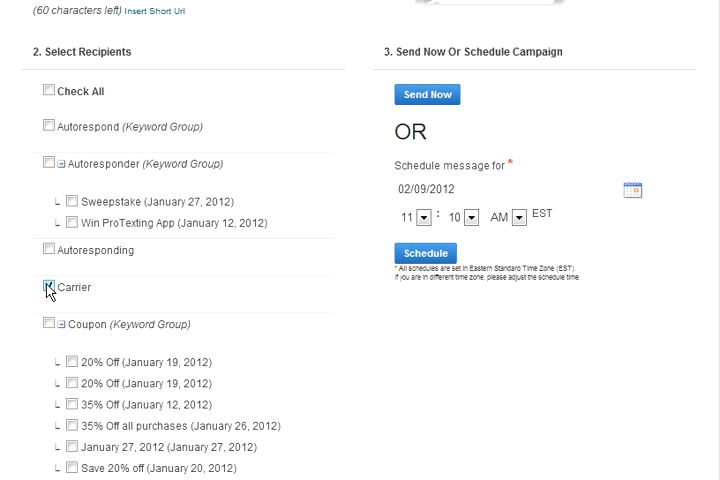 (60 characters left) Insert Short Url
2. Select Recipients
Check All
Autorespond (Keyword Group)
Autoresponder (Keyword Group)
Sweepstake (January 27, 2012)
Win ProTexting App (January 12, 2012)
Autoresponding
Carrier
Coupon (Keyword Group)
20% Off (January 19, 2012)
20% Off (January 19, 2012)
35% Off (January 12, 2012)
35% Off all purchases (January 26, 2012)
January 27, 2012 (January 27, 2012)
Save 20% off (January 20, 2012)
3. Send Now Or Schedule Campaign
Send Now
OR
Schedule message for *
02/09/2012
11 : 10 AM EST
Schedule
* All schedules are set in Eastern Standard Time Zone (EST).
If you are in different time zone, please adjust the schedule time.